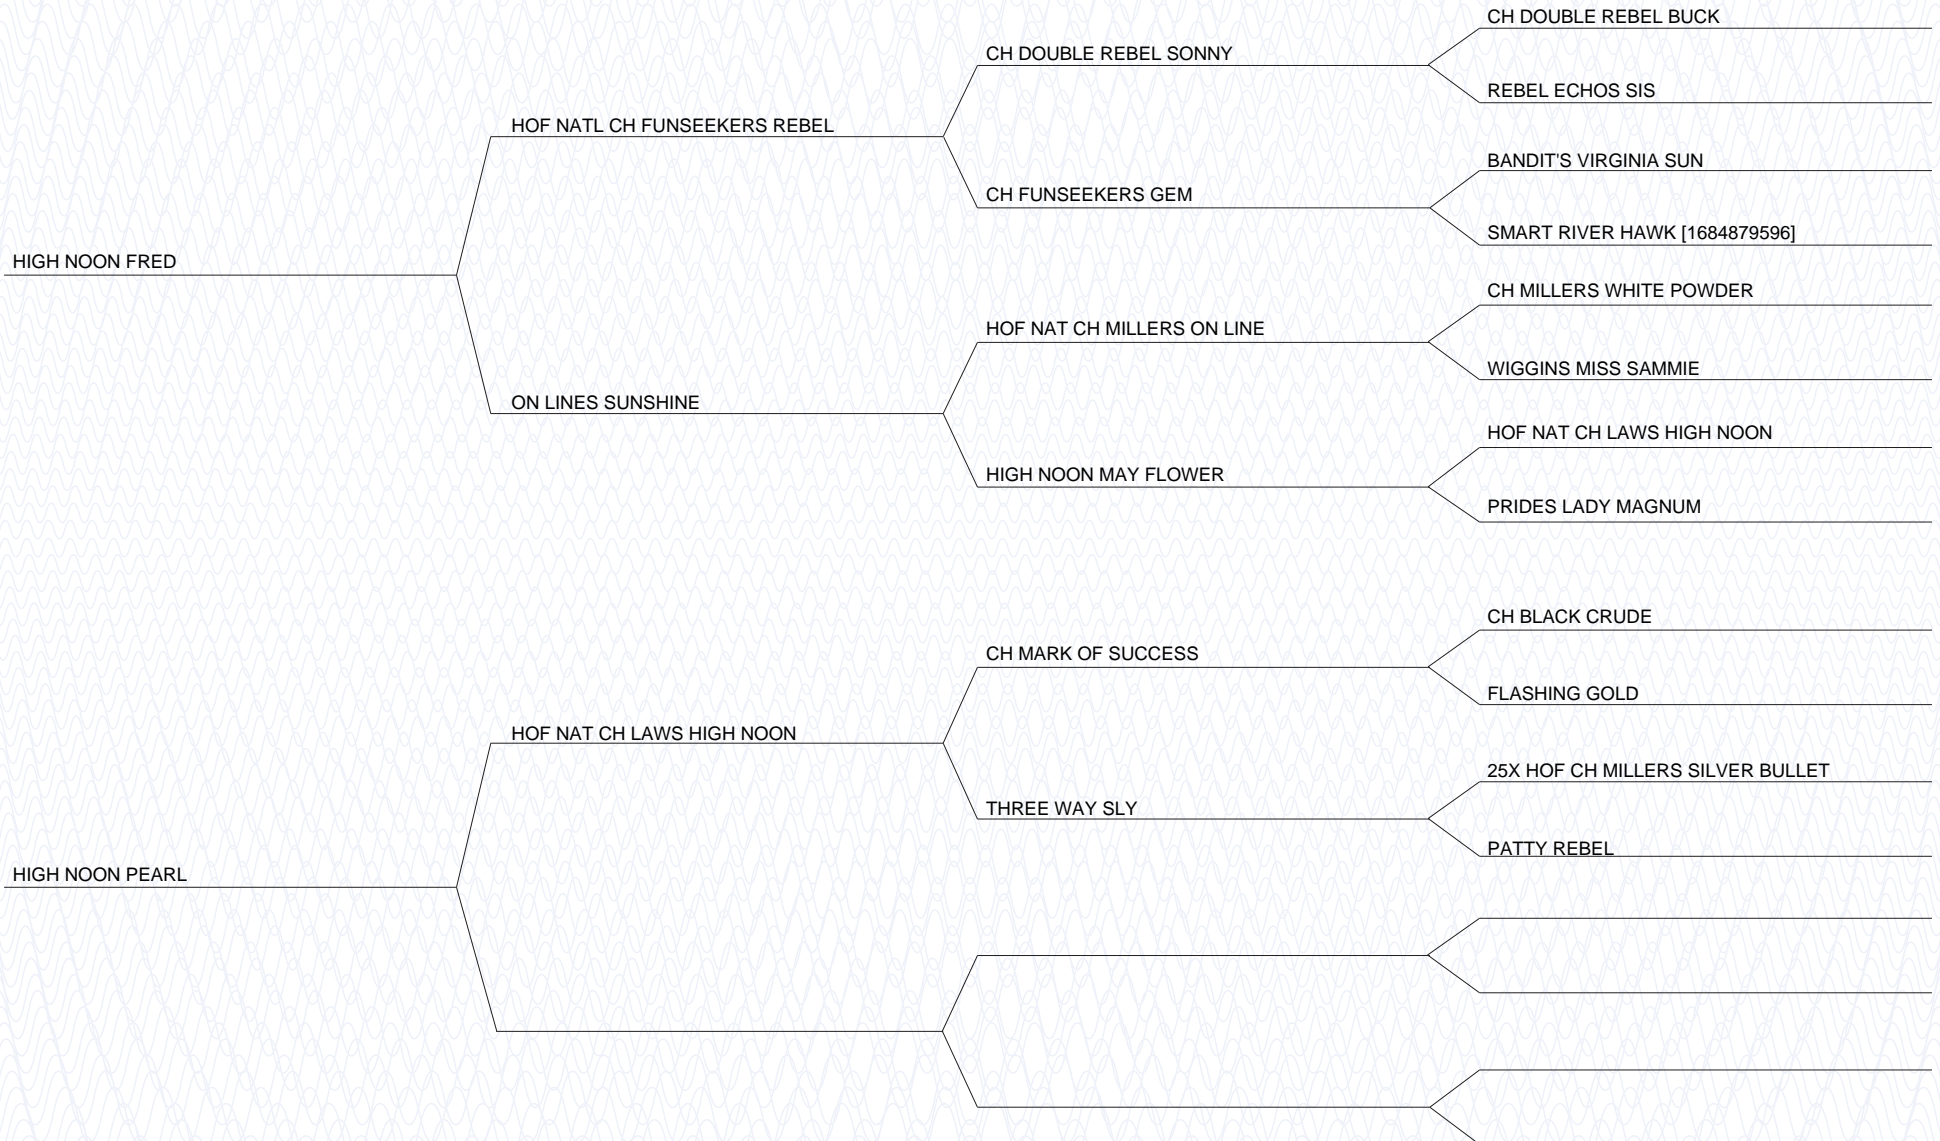 CH DOUBLE REBEL BUCK
CH DOUBLE REBEL SONNY
REBEL ECHOS SIS
HOF NATL CH FUNSEEKERS REBEL
BANDIT'S VIRGINIA SUN
CH FUNSEEKERS GEM
SMART RIVER HAWK [1684879596]
HIGH NOON FRED
CH MILLERS WHITE POWDER
HOF NAT CH MILLERS ON LINE
WIGGINS MISS SAMMIE
ON LINES SUNSHINE
HOF NAT CH LAWS HIGH NOON
HIGH NOON MAY FLOWER
PRIDES LADY MAGNUM
CH BLACK CRUDE
CH MARK OF SUCCESS
FLASHING GOLD
HOF NAT CH LAWS HIGH NOON
25X HOF CH MILLERS SILVER BULLET
THREE WAY SLY
PATTY REBEL
HIGH NOON PEARL